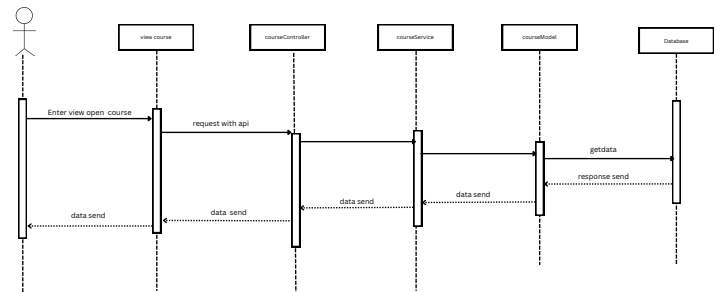 view course
courseController
courseService
courseModel
Database
Enter view open course
request with api
getdata
response send
data send
data send
data send
data send